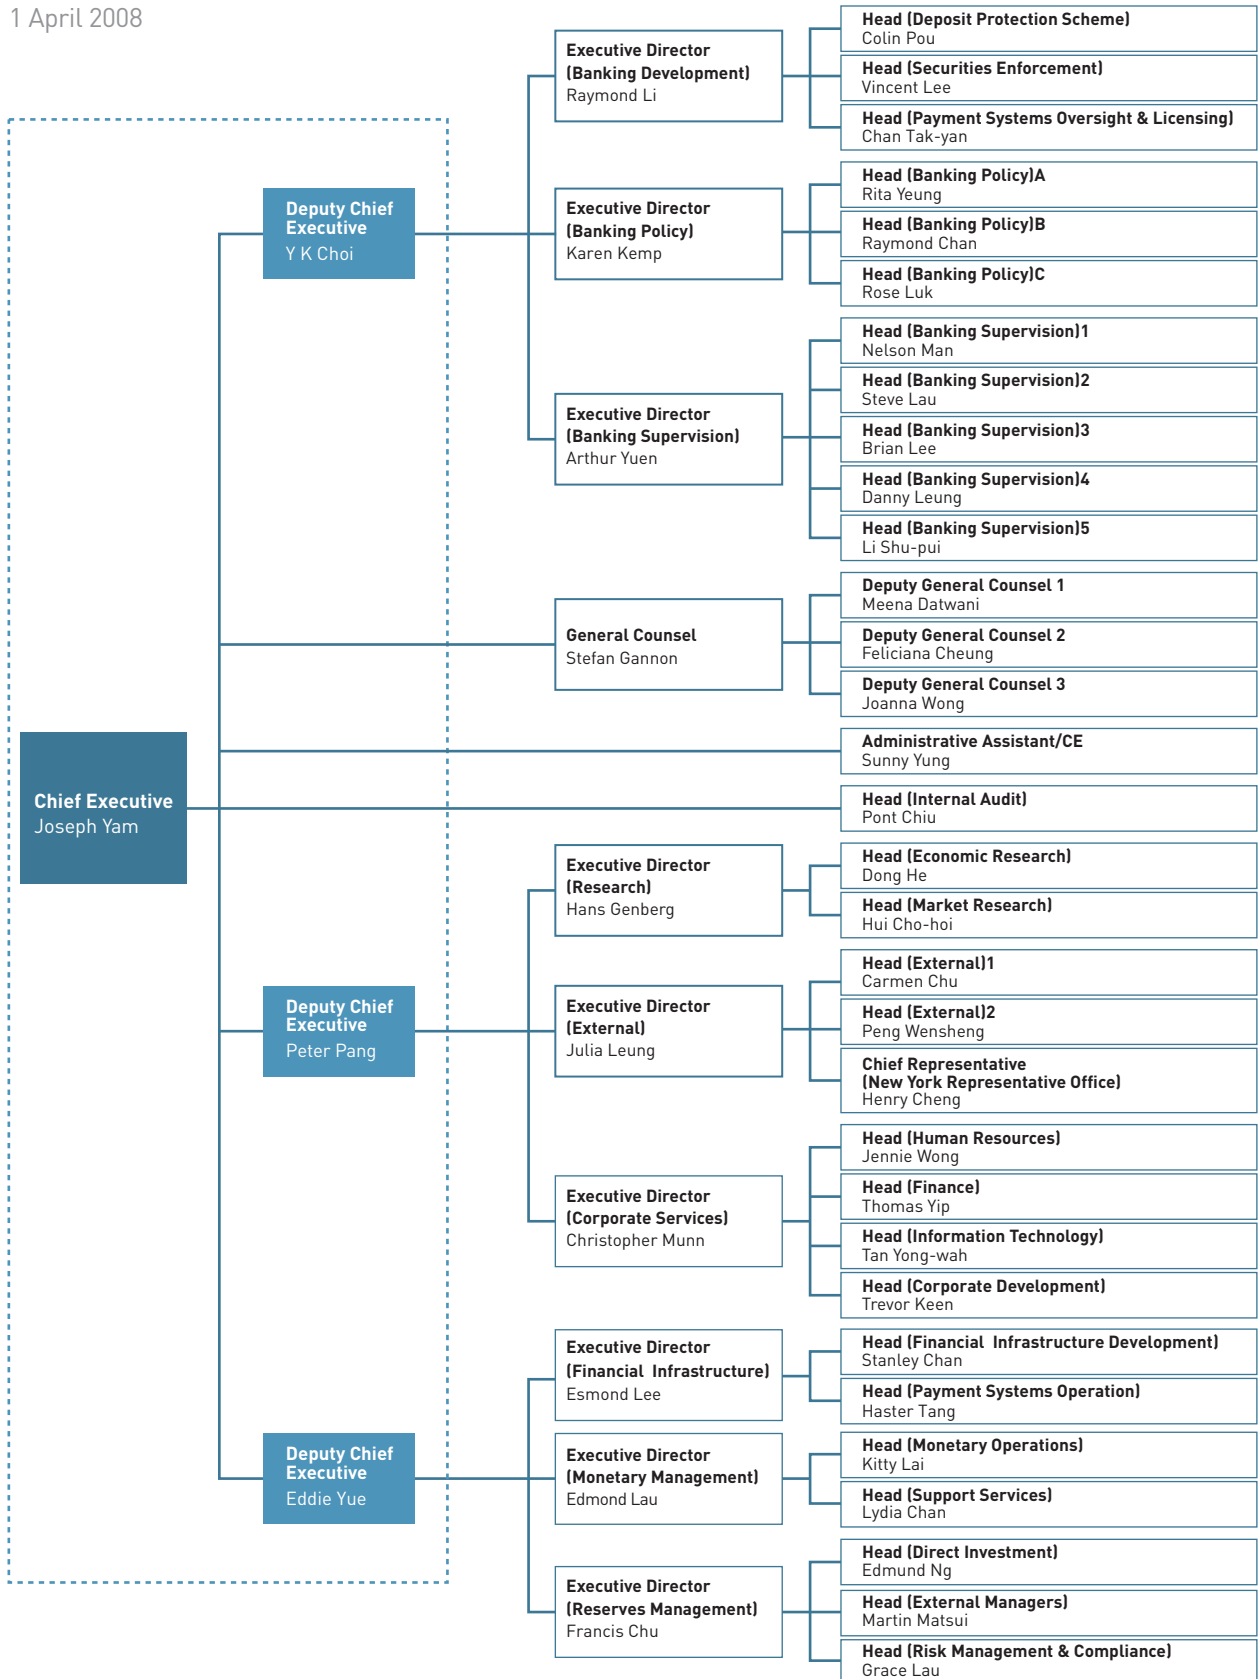 1 April 2008
Chief Executive
Joseph Yam
Deputy Chief
Executive
Y K Choi
Executive Director
(Banking Development)
Raymond Li
Head (Deposit Protection Scheme)
Colin Pou
Head (Securities Enforcement)
Vincent Lee
Head (Payment Systems Oversight & Licensing)
Chan Tak-yan
Executive Director
(Banking Policy)
Karen Kemp
Head (Banking Policy)A
Rita Yeung
Head (Banking Policy)B
Raymond Chan
Head (Banking Policy)C
Rose Luk
Executive Director
(Banking Supervision)
Arthur Yuen
Head (Banking Supervision)1
Nelson Man
Head (Banking Supervision)2
Steve Lau
Head (Banking Supervision)3
Brian Lee
Head (Banking Supervision)4
Danny Leung
Head (Banking Supervision)5
Li Shu-pui
General Counsel
Stefan Gannon
Deputy General Counsel 1
Meena Datwani
Deputy General Counsel 2
Feliciana Cheung
Deputy General Counsel 3
Joanna Wong
Administrative Assistant/CE
Sunny Yung
Head (Internal Audit)
Pont Chiu
Deputy Chief
Executive
Peter Pang
Executive Director
(Research)
Hans Genberg
Head (Economic Research)
Dong He
Head (Market Research)
Hui Cho-hoi
Executive Director
(External)
Julia Leung
Head (External)1
Carmen Chu
Head (External)2
Peng Wensheng
Chief Representative
(New York Representative Office)
Henry Cheng
Executive Director
(Corporate Services)
Christopher Munn
Head (Human Resources)
Jennie Wong
Head (Finance)
Thomas Yip
Head (Information Technology)
Tan Yong-wah
Head (Corporate Development)
Trevor Keen
Deputy Chief
Executive
Eddie Yue
Executive Director
(Financial Infrastructure)
Esmond Lee
Head (Financial Infrastructure Development)
Stanley Chan
Head (Payment Systems Operation)
Haster Tang
Executive Director
(Monetary Management)
Edmond Lau
Head (Monetary Operations)
Kitty Lai
Head (Support Services)
Lydia Chan
Executive Director
(Reserves Management)
Francis Chu
Head (Direct Investment)
Edmund Ng
Head (External Managers)
Martin Matsui
Head (Risk Management & Compliance)
Grace Lau